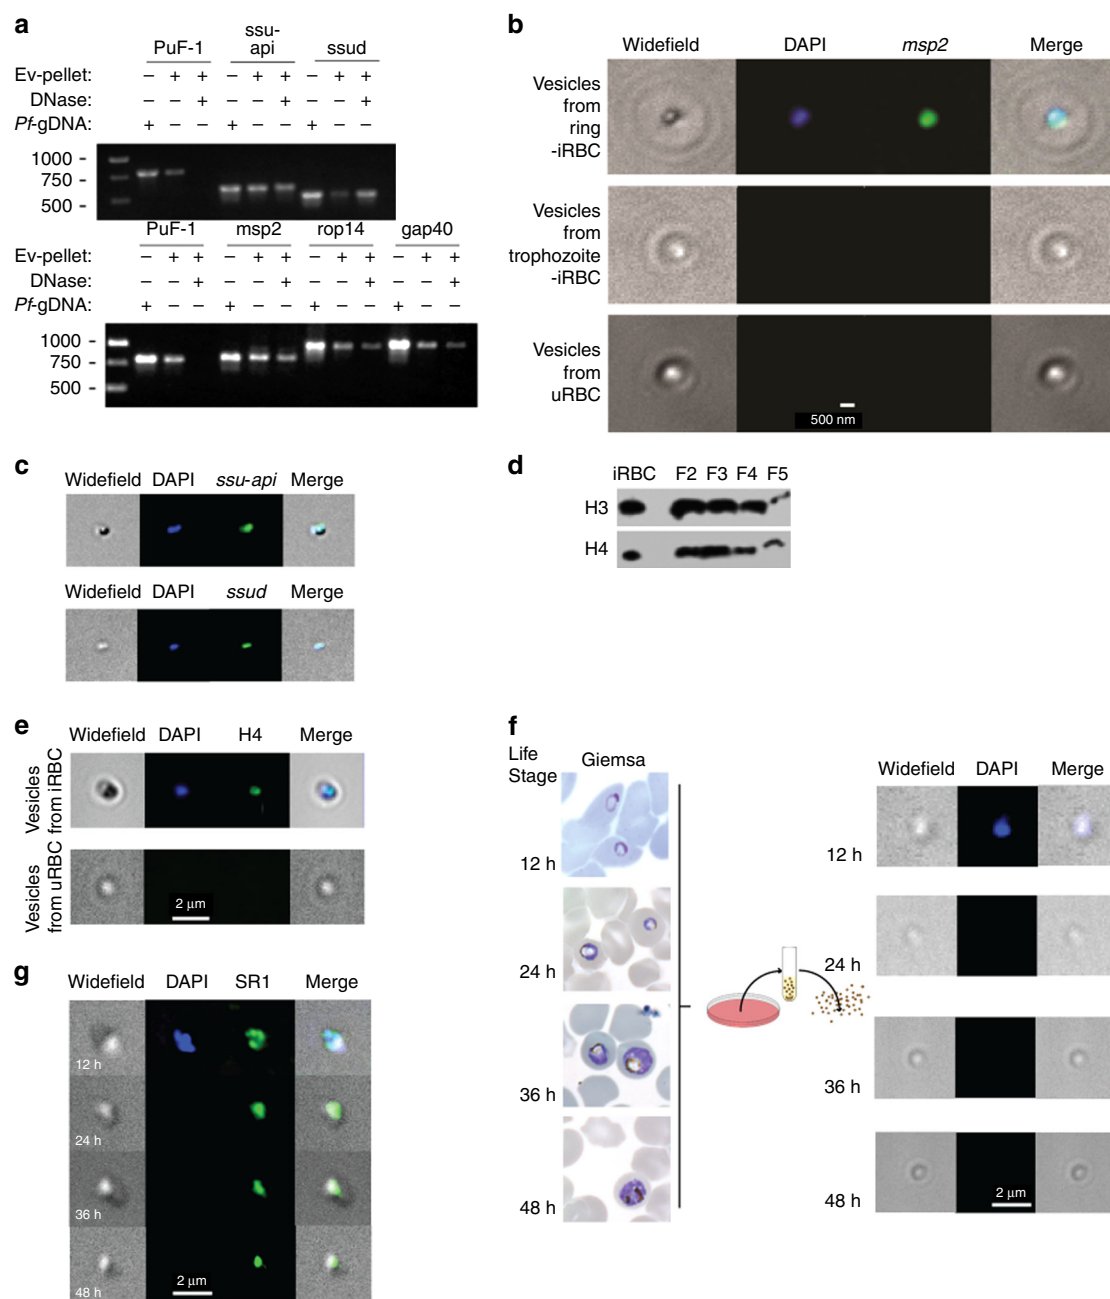 a
PuF-1 ssu-api ssud
Ev-pellet: – + + – + + – + +
DNase: – – + – – + – – +
Pf-gDNA: + – – + – – + – –
1000 -
750 -
500 -
PuF-1 msp2 rop14 gap40
Ev-pellet: – + + – + + – + + – + +
DNase: – – + – – + – – + – – +
Pf-gDNA: + – – + – – + – – + – –
1000 -
750 -
500 -
b
Widefield DAPI msp2 Merge
Vesicles
from
ring
-iRBC
Vesicles
from
trophozoite
-iRBC
Vesicles
from
uRBC
500 nm
c
Widefield DAPI ssu-api Merge
Widefield DAPI ssud Merge
d
iRBC F2 F3 F4 F5
H3
H4
e
Widefield DAPI H4 Merge
Vesicles
from iRBC
Vesicles
from uRBC
2 µm
f
Life
Stage
Giemsa
12 h
24 h
36 h
48 h
Widefield DAPI Merge
12 h
24 h
36 h
48 h
2 µm
g
Widefield DAPI SR1 Merge
12 h
24 h
36 h
48 h
2 µm